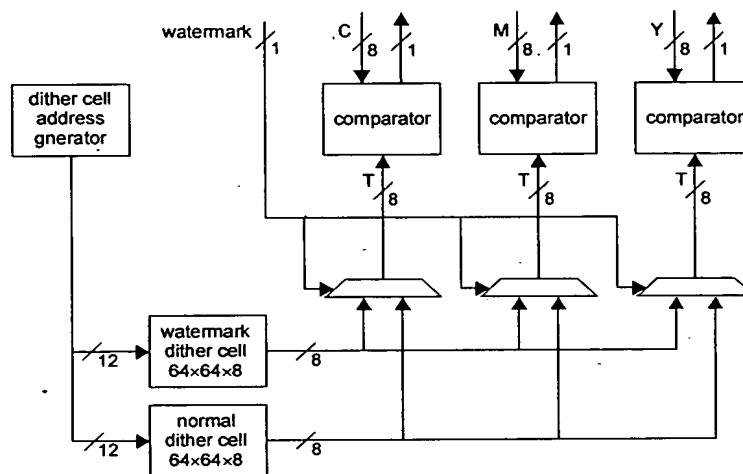 watermark
1
C
8
1
M
8
1
Y
8
1
dither cell
address
gnerator
comparator
comparator
comparator
T
8
T
8
T
8
12
watermark
dither cell
64×64×8
8
12
normal
dither cell
64×64×8
8